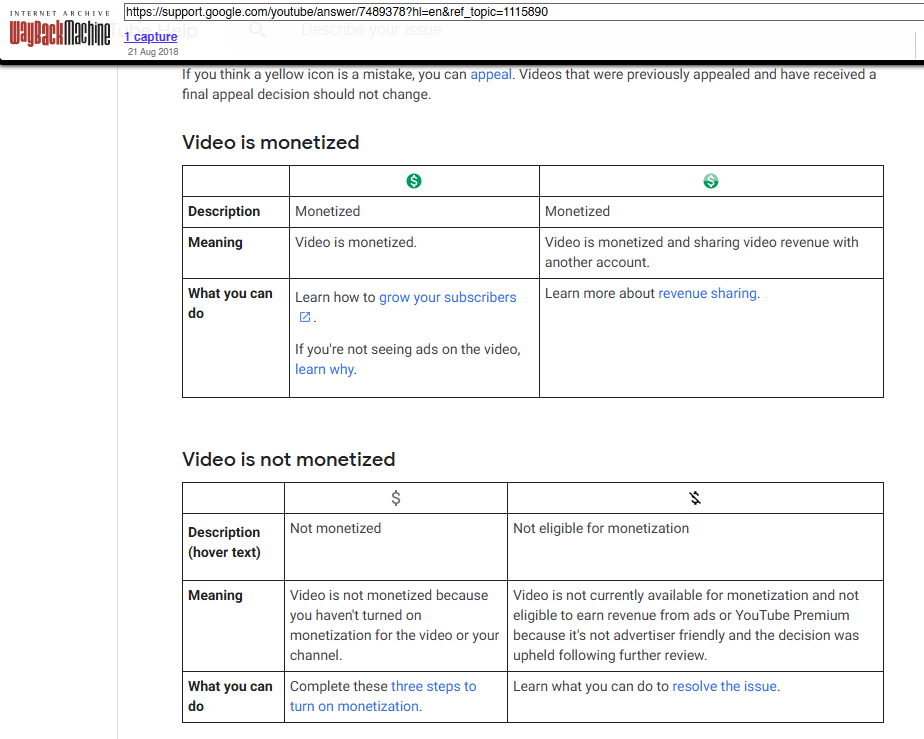 INTERNET ARCHIVE
WayBackMachine
https://support.google.com/youtube/answer/7489378?hl=en&ref_topic=1115890
Help
Describe your issue
1 capture
21 Aug 2018
If you think a yellow icon is a mistake, you can appeal. Videos that were previously appealed and have received a
final appeal decision should not change.
Video is monetized
Description
Monetized
Monetized
Meaning
Video is monetized.
Video is monetized and sharing video revenue with
another account.
What you can
do
Learn how to grow your subscribers
.
If you're not seeing ads on the video,
learn why.
Learn more about revenue sharing.
Video is not monetized
$
Description
(hover text)
Not monetized
Not eligible for monetization
Meaning
Video is not monetized because
you haven't turned on
monetization for the video or your
channel.
Video is not currently available for monetization and not
eligible to earn revenue from ads or YouTube Premium
because it's not advertiser friendly and the decision was
upheld following further review.
What you can
do
Complete these three steps to
turn on monetization.
Learn what you can do to resolve the issue.